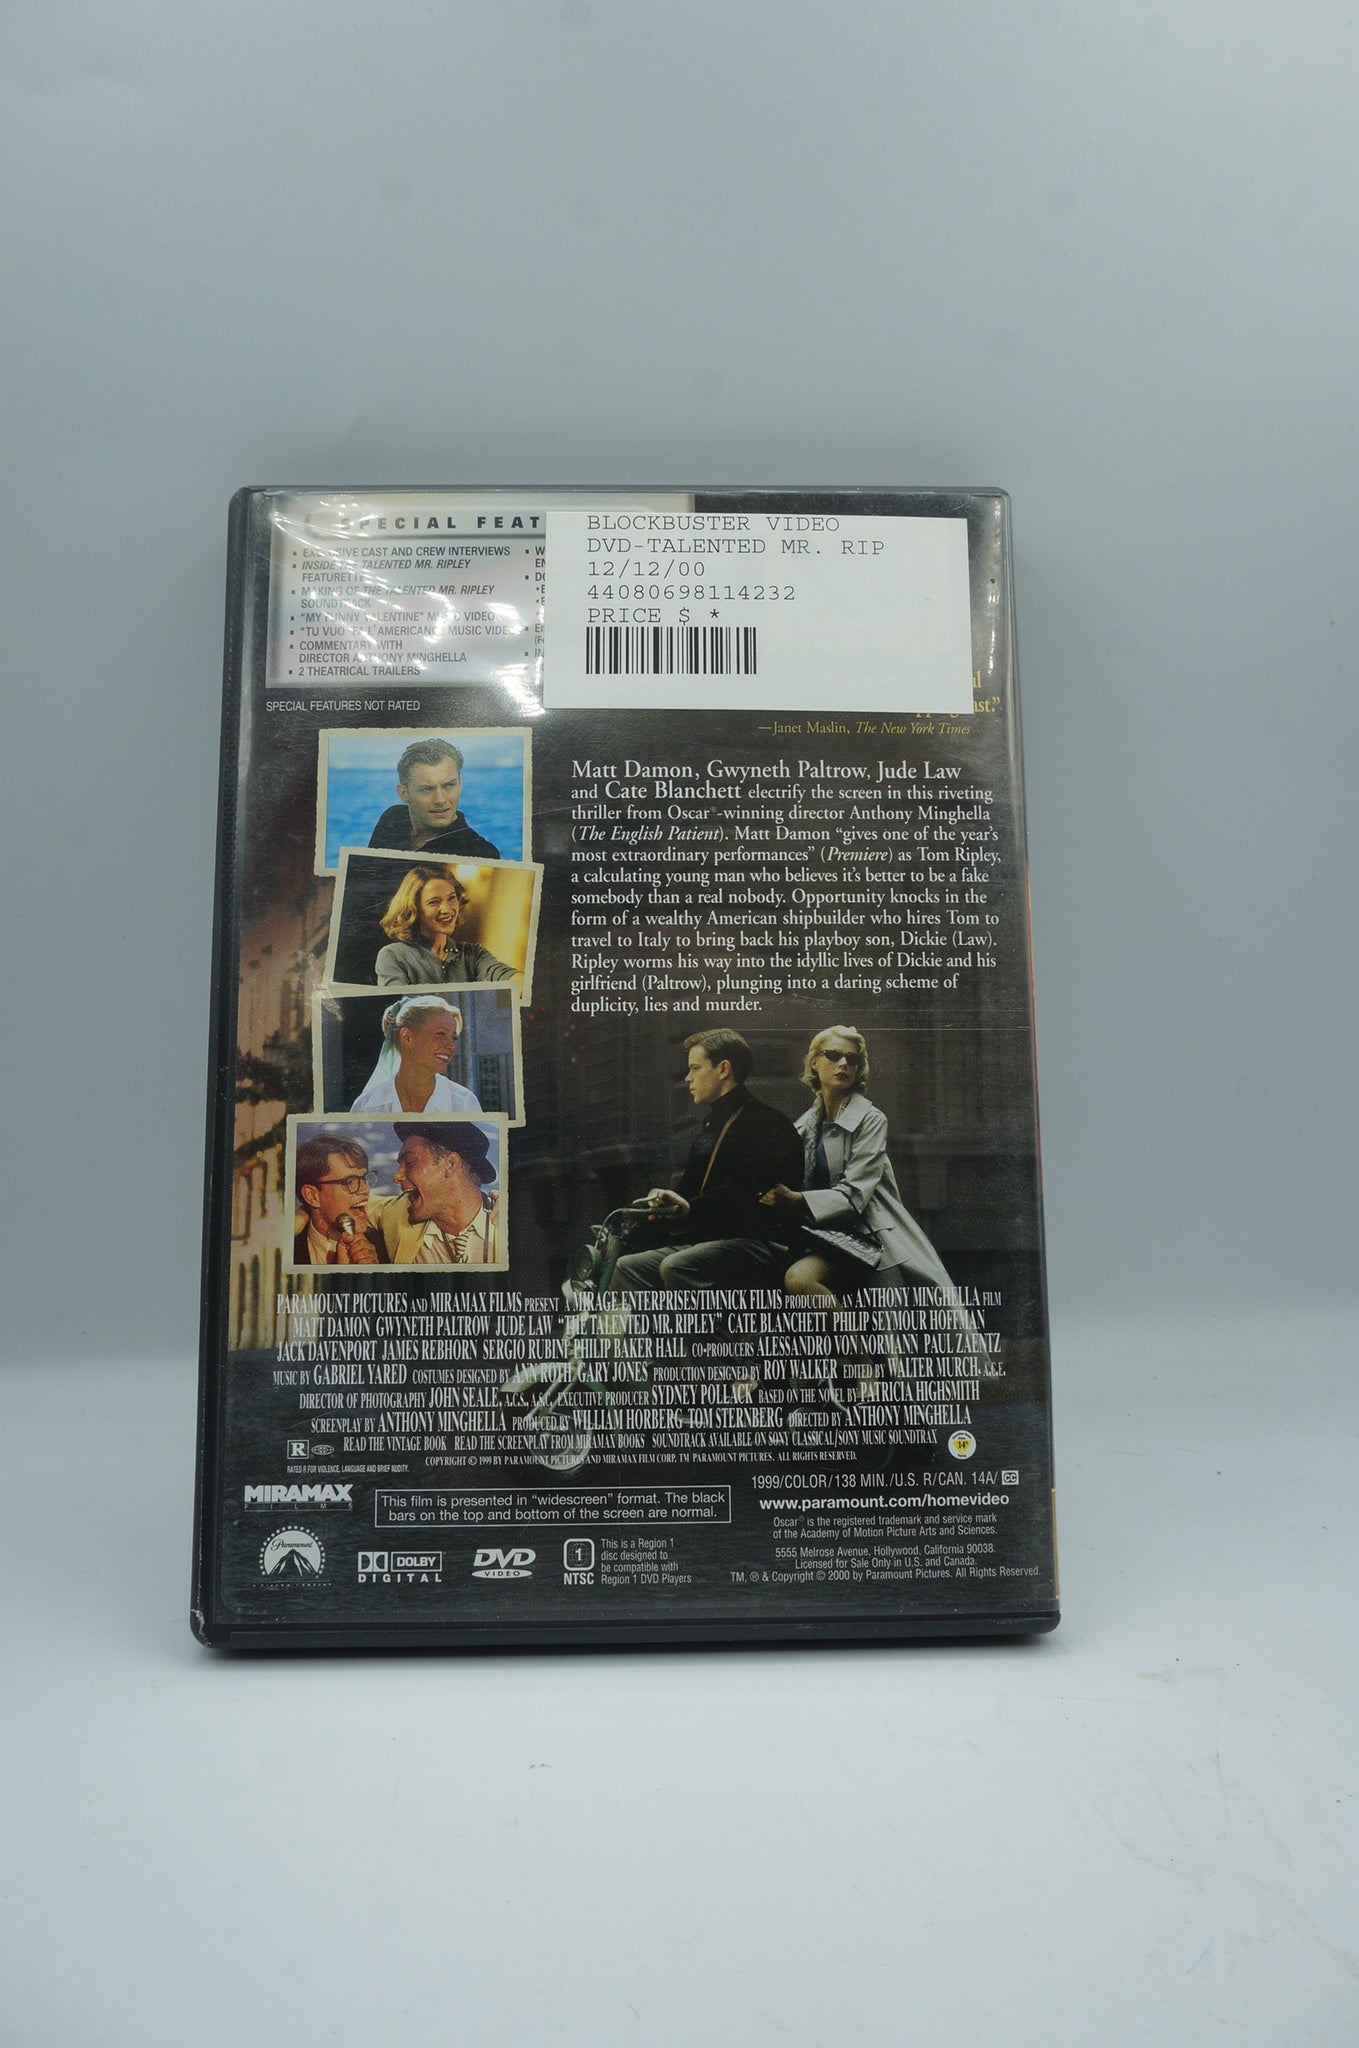 SPECIAL FEAT
▪ EXCLUSIVE CAST AND CREW INTERVIEWS
▪ INSIDE THE TALENTED MR. RIPLEY
FEATURETTE
▪ MAKING OF THE TALENTED MR. RIPLEY
SOUNDTRACK
▪ "MY FUNNY VALENTINE" MUSIC VIDEO
▪ "TU VUO' FA L' AMERICANO" MUSIC VIDEO
▪ COMMENTARY WITH
DIRECTOR ANTHONY MINGHELLA
▪ 2 THEATRICAL TRAILERS
BLOCKBUSTER VIDEO
DVD-TALENTED MR. RIP
12/12/00
44080698114232
PRICE $ *
SPECIAL FEATURES NOT RATED
—Janet Maslin, The New York Times
Matt Damon, Gwyneth Paltrow, Jude Law
and Cate Blanchett electrify the screen in this riveting
thriller from Oscar®-winning director Anthony Minghella
(The English Patient). Matt Damon "gives one of the year's
most extraordinary performances" (Premiere) as Tom Ripley,
a calculating young man who believes it's better to be a fake
somebody than a real nobody. Opportunity knocks in the
form of a wealthy American shipbuilder who hires Tom to
travel to Italy to bring back his playboy son, Dickie (Law).
Ripley worms his way into the idyllic lives of Dickie and his
girlfriend (Paltrow), plunging into a daring scheme of
duplicity, lies and murder.
PARAMOUNT PICTURES AND MIRAMAX FILMS PRESENT A MIRAGE ENTERPRISES/TIMNICK FILMS PRODUCTION AN ANTHONY MINGHELLA FILM
MATT DAMON GWYNETH PALTROW JUDE LAW "THE TALENTED MR. RIPLEY" CATE BLANCHETT PHILIP SEYMOUR HOFFMAN
JACK DAVENPORT JAMES REBHORN SERGIO RUBINI PHILIP BAKER HALL CO-PRODUCERS ALESSANDRO VON NORMANN PAUL ZAENTZ
MUSIC BY GABRIEL YARED COSTUMES DESIGNED BY ANN ROTH GARY JONES PRODUCTION DESIGNED BY ROY WALKER EDITED BY WALTER MURCH, A.C.E.
DIRECTOR OF PHOTOGRAPHY JOHN SEALE, A.C.S., A.S.C. EXECUTIVE PRODUCER SYDNEY POLLACK BASED ON THE NOVEL BY PATRICIA HIGHSMITH
SCREENPLAY BY ANTHONY MINGHELLA PRODUCED BY WILLIAM HORBERG TOM STERNBERG DIRECTED BY ANTHONY MINGHELLA
READ THE VINTAGE BOOK READ THE SCREENPLAY FROM MIRAMAX BOOKS SOUNDTRACK AVAILABLE ON SONY CLASSICAL/SONY MUSIC SOUNDTRAX
COPYRIGHT © 1999 BY PARAMOUNT PICTURES AND MIRAMAX FILM CORP. TM PARAMOUNT PICTURES. ALL RIGHTS RESERVED.
R
RATED R FOR VIOLENCE, LANGUAGE AND BRIEF NUDITY.
14A
MIRAMAX
FILMS
This film is presented in "widescreen" format. The black
bars on the top and bottom of the screen are normal.
1999/COLOR/138 MIN./U.S. R/CAN. 14A/ CC
www.paramount.com/homevideo
Oscar® is the registered trademark and service mark
of the Academy of Motion Picture Arts and Sciences.
5555 Melrose Avenue, Hollywood, California 90038.
Licensed for Sale Only in U.S. and Canada.
TM, ® & Copyright © 2000 by Paramount Pictures. All Rights Reserved.
Paramount
DOLBY
DIGITAL
DVD
VIDEO
1
NTSC
This is a Region 1
disc designed to
be compatible with
Region 1 DVD Players